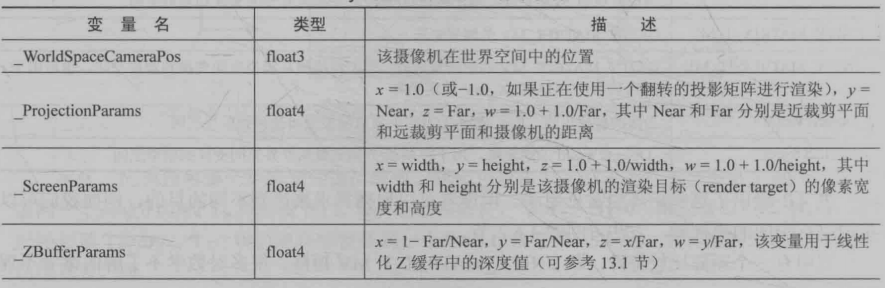 变 量 名 类型 描 述
_WorldSpaceCameraPos float3 该摄像机在世界空间中的位置
_ProjectionParams float4 x = 1.0（或−1.0，如果正在使用一个翻转的投影矩阵进行渲染），y =
Near，z = Far，w = 1.0 + 1.0/Far，其中 Near 和 Far 分别是近裁剪平面
和远裁剪平面和摄像机的距离
_ScreenParams float4 x = width，y = height，z = 1.0 + 1.0/width，w = 1.0 + 1.0/height，其中
width 和 height 分别是该摄像机的渲染目标（render target）的像素宽
度和高度
_ZBufferParams float4 x = 1− Far/Near，y = Far/Near，z = x/Far，w = y/Far，该变量用于线性
化 Z 缓存中的深度值（可参考 13.1 节）